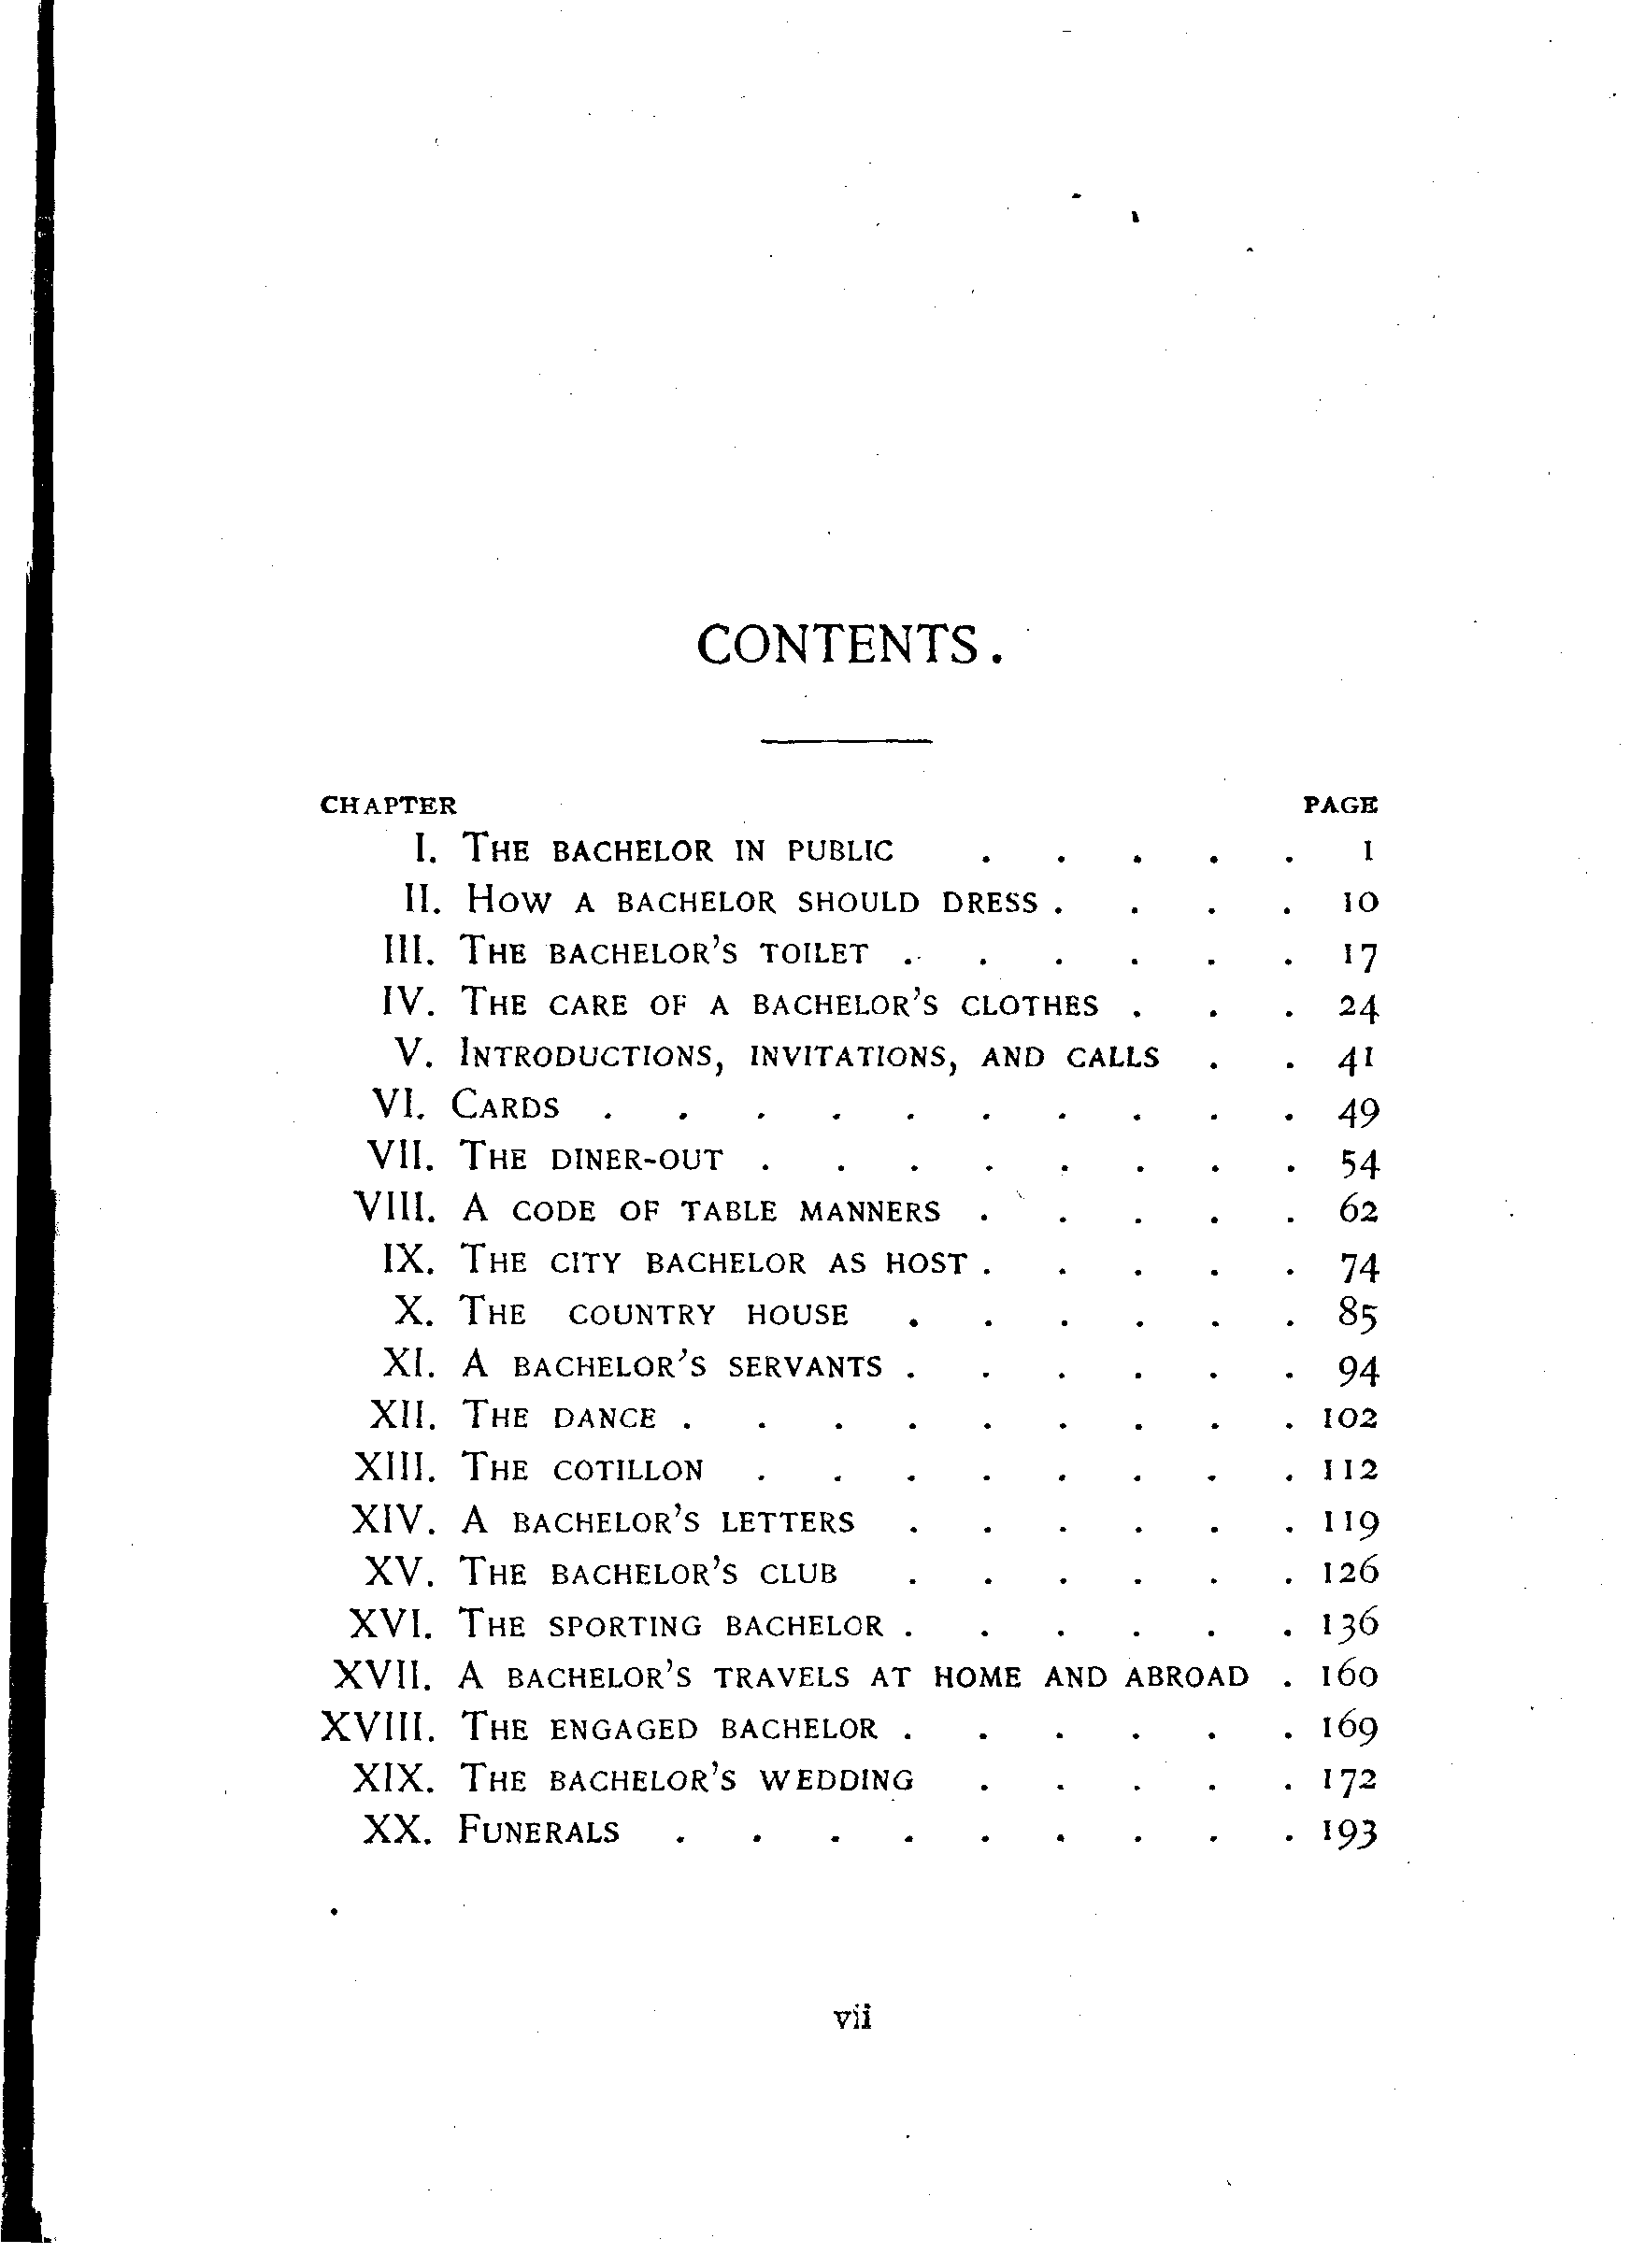 CONTENTS.
CHAPTER PAGE
I. THE BACHELOR IN PUBLIC . . . . . 1
II. HOW A BACHELOR SHOULD DRESS . . . . 10
III. THE BACHELOR'S TOILET . . . . . . 17
IV. THE CARE OF A BACHELOR'S CLOTHES . . . 24
V. INTRODUCTIONS, INVITATIONS, AND CALLS . . 41
VI. CARDS . . . . . . . . . . 49
VII. THE DINER-OUT . . . . . . . . 54
VIII. A CODE OF TABLE MANNERS . . . . . 62
IX. THE CITY BACHELOR AS HOST . . . . . 74
X. THE COUNTRY HOUSE . . . . . . 85
XI. A BACHELOR'S SERVANTS . . . . . . 94
XII. THE DANCE . . . . . . . . . 102
XIII. THE COTILLON . . . . . . . . 112
XIV. A BACHELOR'S LETTERS . . . . . . 119
XV. THE BACHELOR'S CLUB . . . . . . 126
XVI. THE SPORTING BACHELOR . . . . . . 136
XVII. A BACHELOR'S TRAVELS AT HOME AND ABROAD . 160
XVIII. THE ENGAGED BACHELOR . . . . . . 169
XIX. THE BACHELOR'S WEDDING . . . . . 172
XX. FUNERALS . . . . . . . . . 193
vii